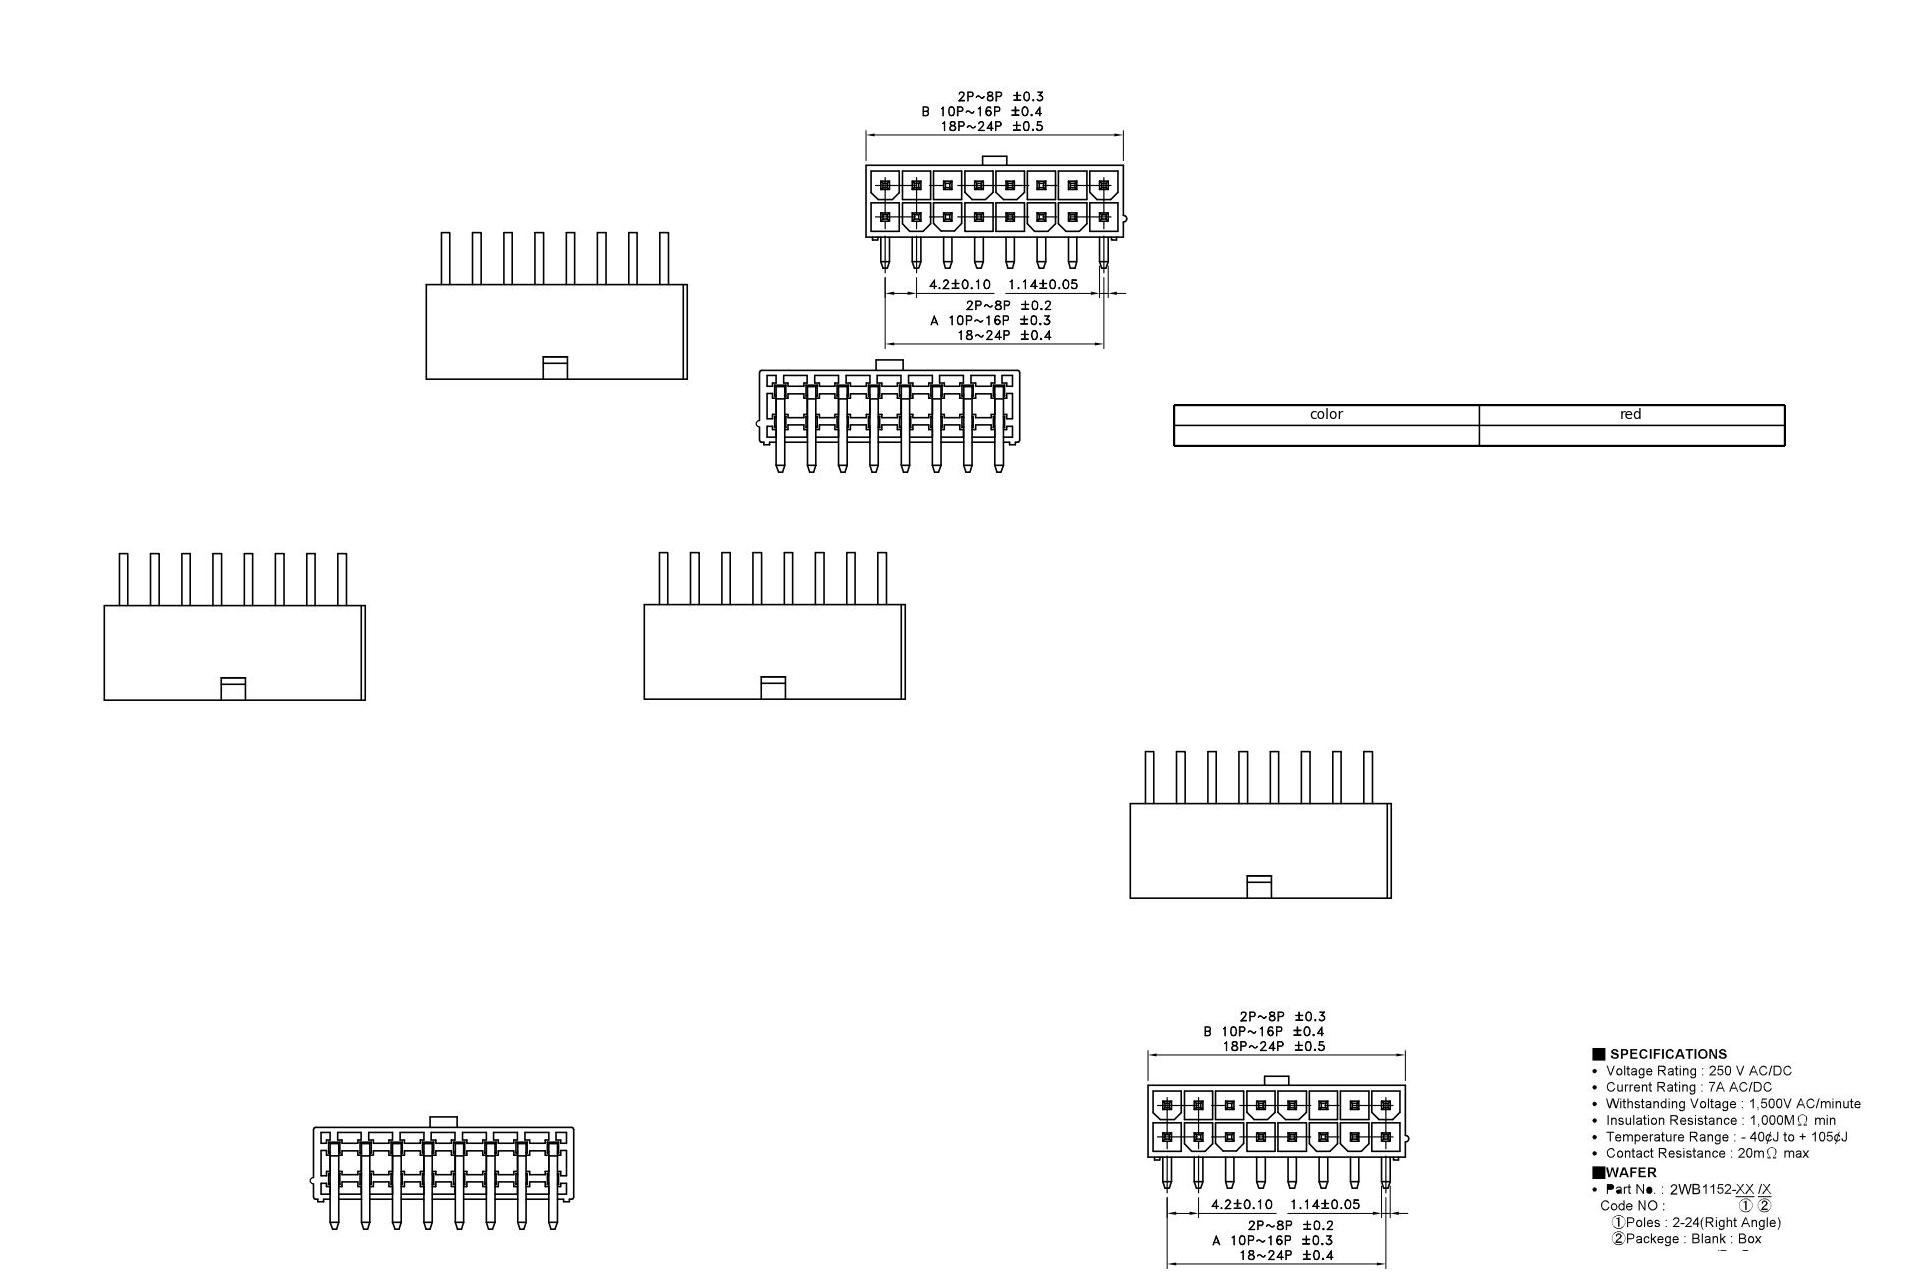 2P~8P ±0.3
B 10P~16P ±0.4
18P~24P ±0.5
4.2±0.10 1.14±0.05
2P~8P ±0.2
A 10P~16P ±0.3
18~24P ±0.4
color red
2P~8P ±0.3
B 10P~16P ±0.4
18P~24P ±0.5
4.2±0.10 1.14±0.05
2P~8P ±0.2
A 10P~16P ±0.3
18~24P ±0.4
■ SPECIFICATIONS
• Voltage Rating : 250 V AC/DC
• Current Rating : 7A AC/DC
• Withstanding Voltage : 1,500V AC/minute
• Insulation Resistance : 1,000MΩ min
• Temperature Range : - 40¢J to + 105¢J
• Contact Resistance : 20mΩ max
■WAFER
• Part No. : 2WB1152-XX /X
Code NO : ① ②
①Poles : 2-24(Right Angle)
②Packege : Blank : Box